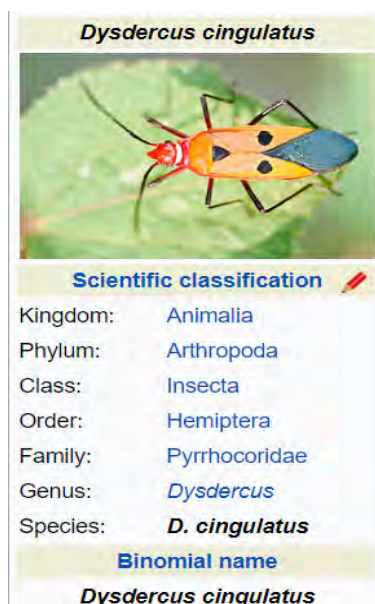 Dysdercus cingulatus
Scientific classification
Kingdom: Animalia
Phylum: Arthropoda
Class: Insecta
Order: Hemiptera
Family: Pyrrhocoridae
Genus: Dysdercus
Species: D. cingulatus
Binomial name
Dysdercus cingulatus